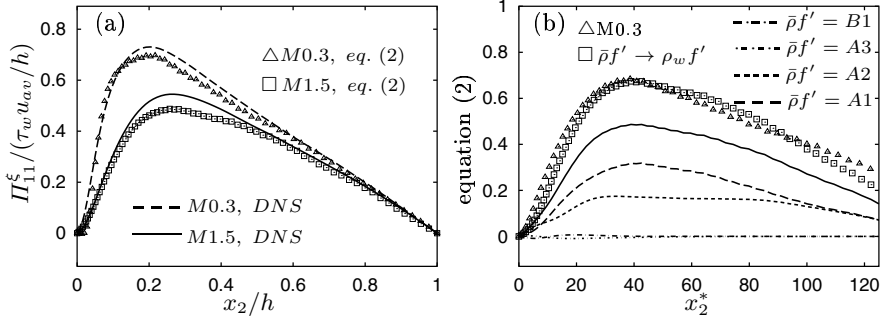 (a)
△M0.3, eq. (2)
□M1.5, eq. (2)
M0.3, DNS
M1.5, DNS
Π^ξ_11/(τ_w u_av/h)
0.8
0.6
0.4
0.2
0
0 0.2 0.4 0.6 0.8 1
x_2/h
(b)
△M0.3
□ ρ̄f′ → ρ_w f′
ρ̄f′ = B1
ρ̄f′ = A3
ρ̄f′ = A2
ρ̄f′ = A1
equation (2)
1
0.8
0.6
0.4
0.2
0
0 20 40 60 80 100 120
x_2^*